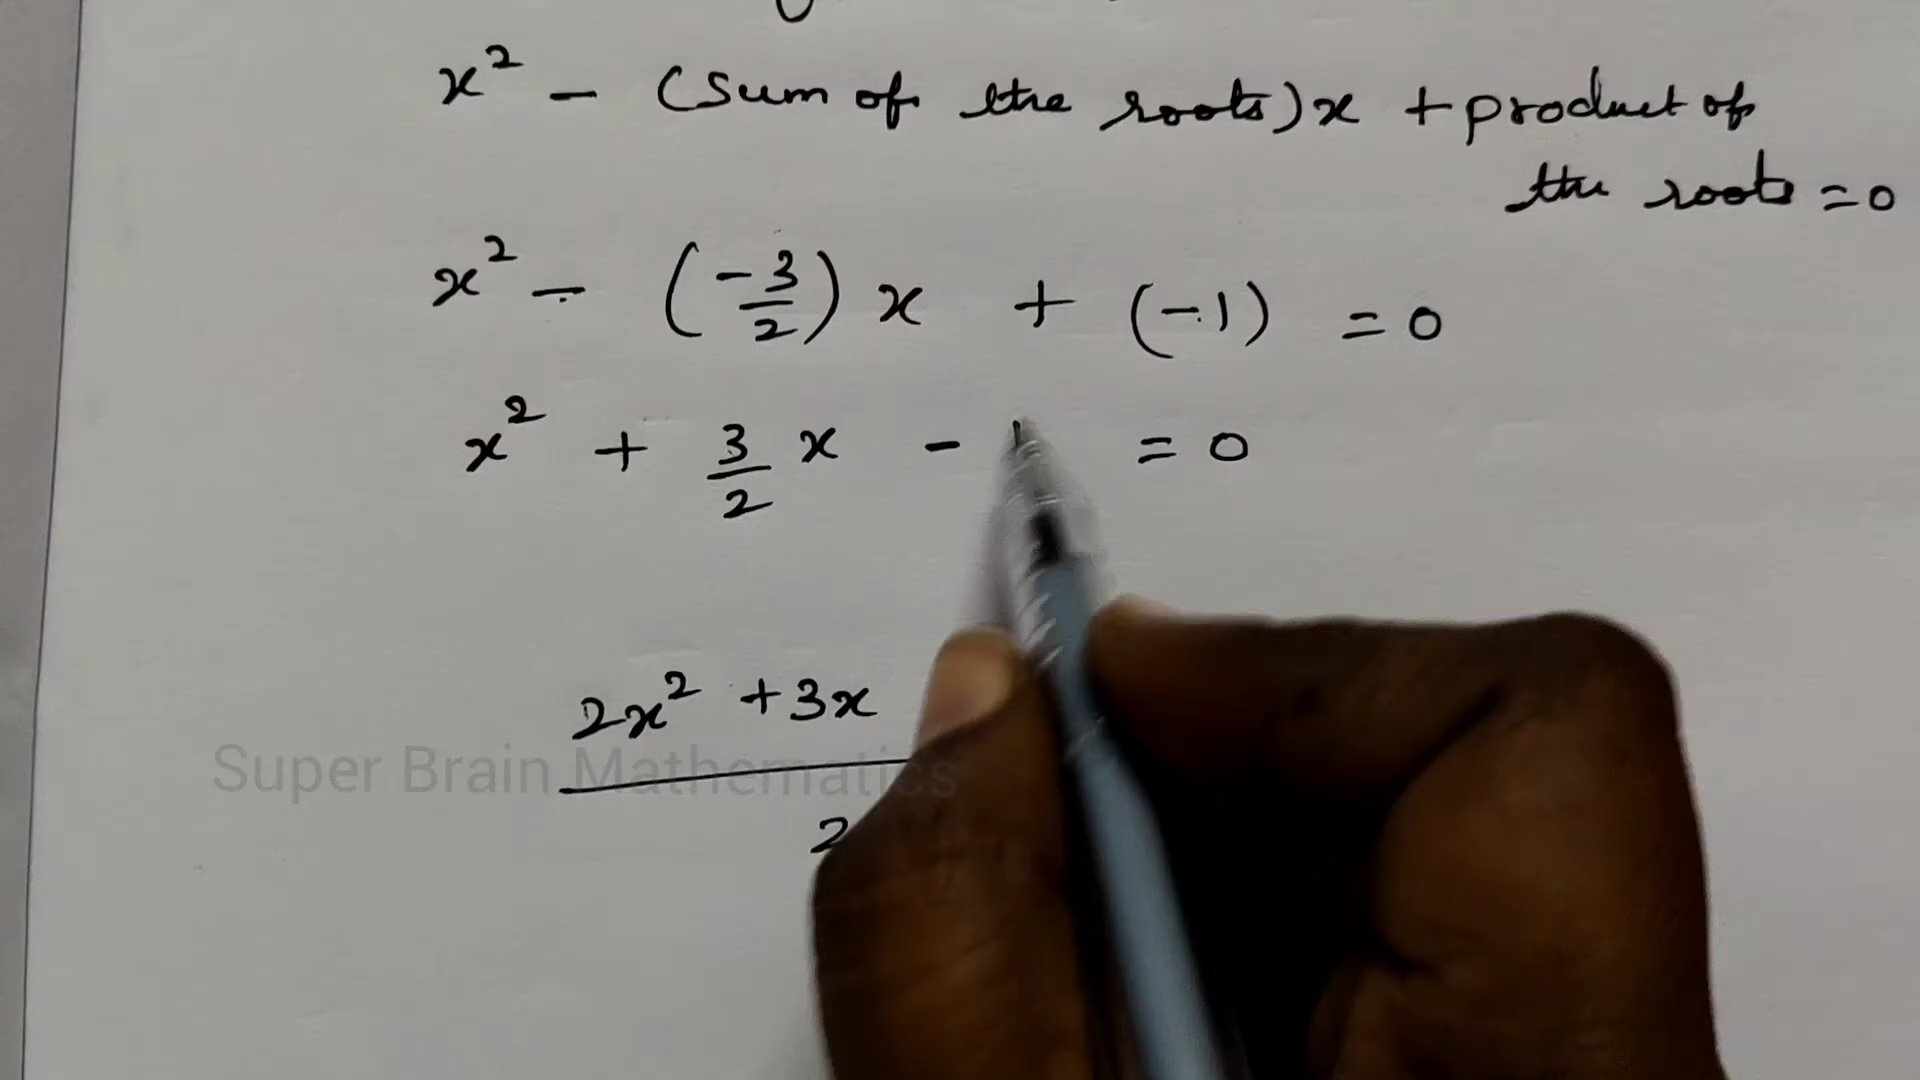 x² - (Sum of the roots)x + product of
the roots = 0
x² - (-3/2) x + (-1) = 0
x² + 3/2 x - 1 = 0
2x² + 3x
2
Super Brain Mathematics